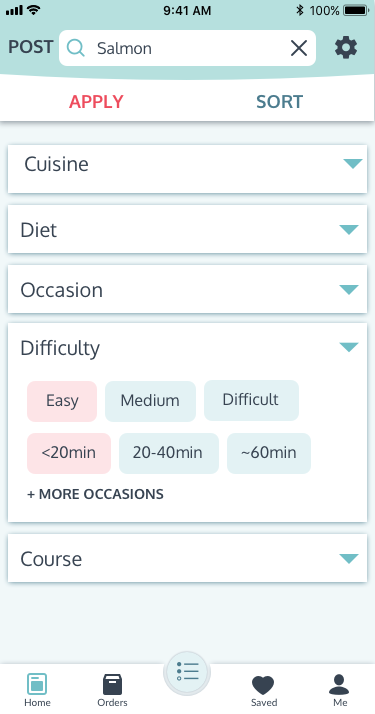 9:41 AM 100%
POST Salmon
APPLY SORT
Cuisine
Diet
Occasion
Difficulty
Easy Medium Difficult
<20min 20-40min ~60min
+ MORE OCCASIONS
Course
Home Orders Saved Me